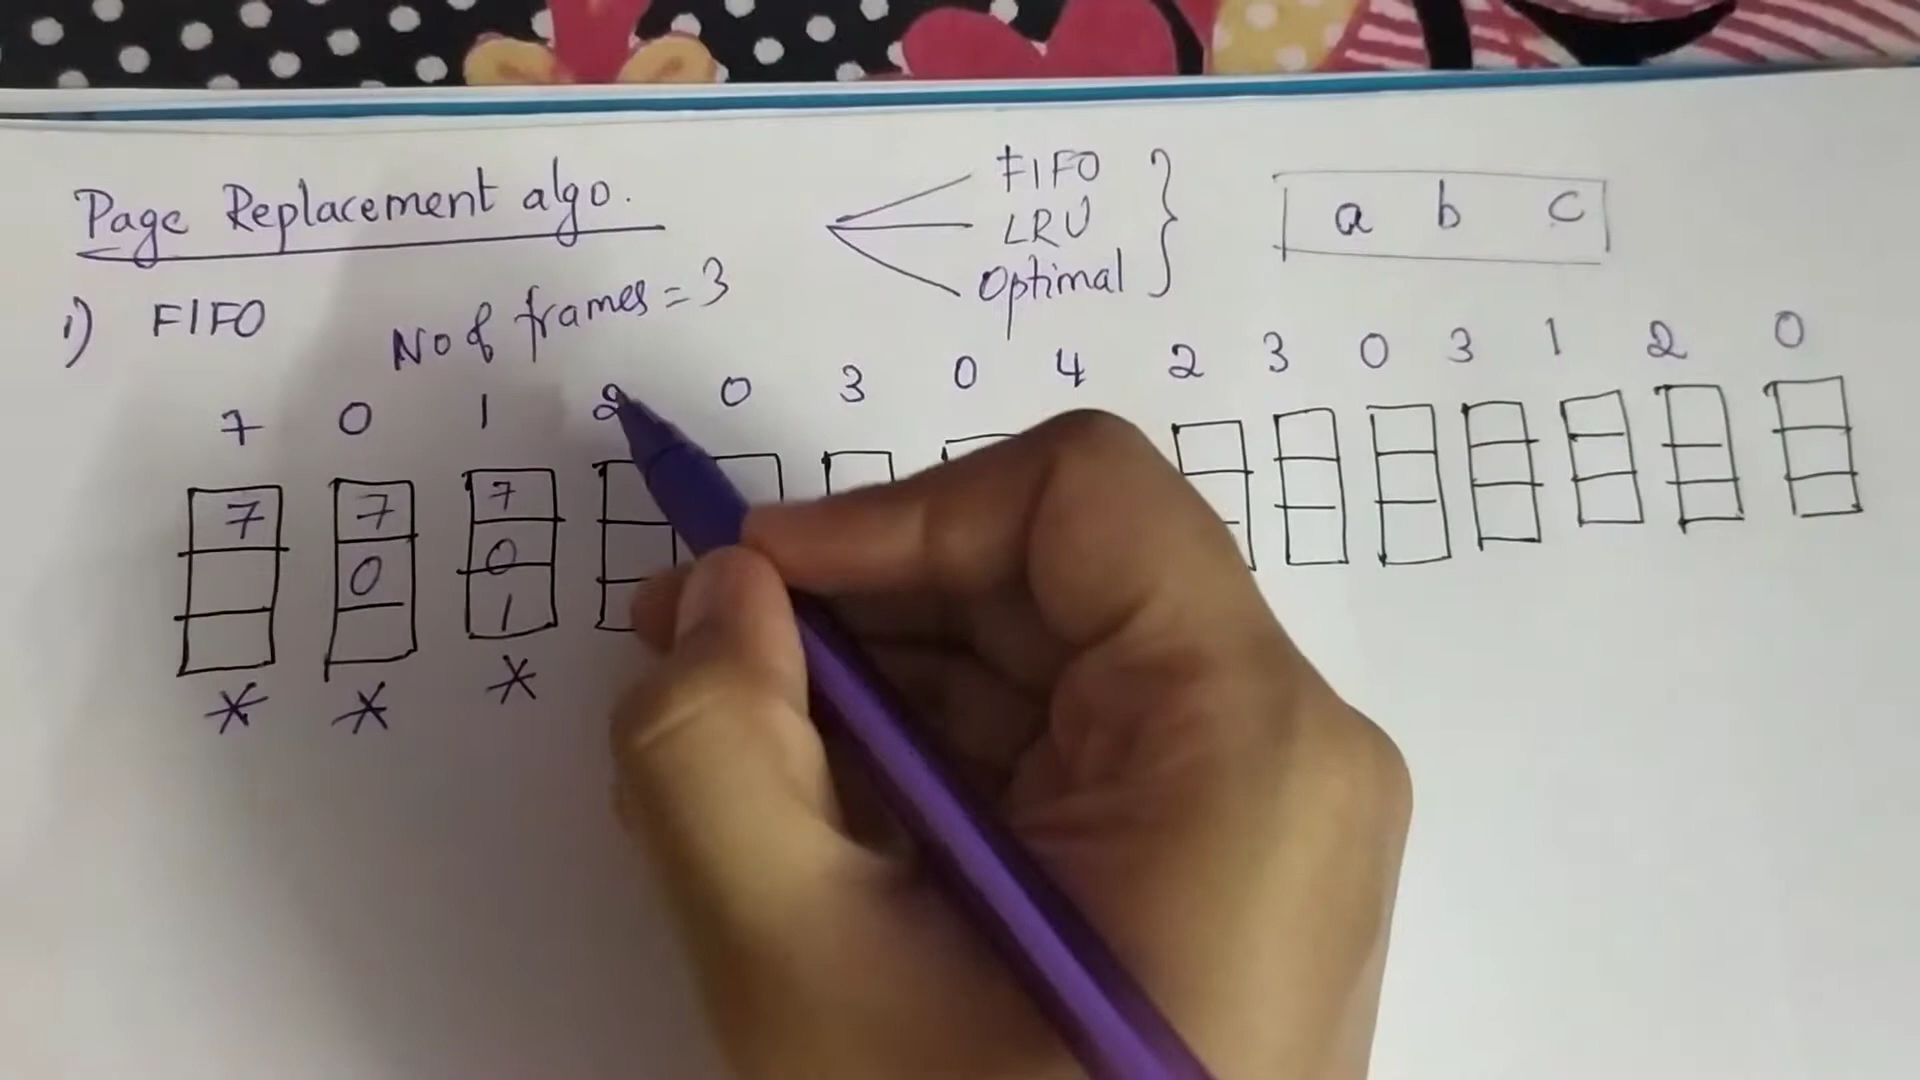 Page Replacement algo.
FIFO
LRU
Optimal
a b c
1) FIFO
No of frames = 3
7 0 1 2 0 3 0 4 2 3 0 3 1 2 0
7 7 7
0 0
1
* * *